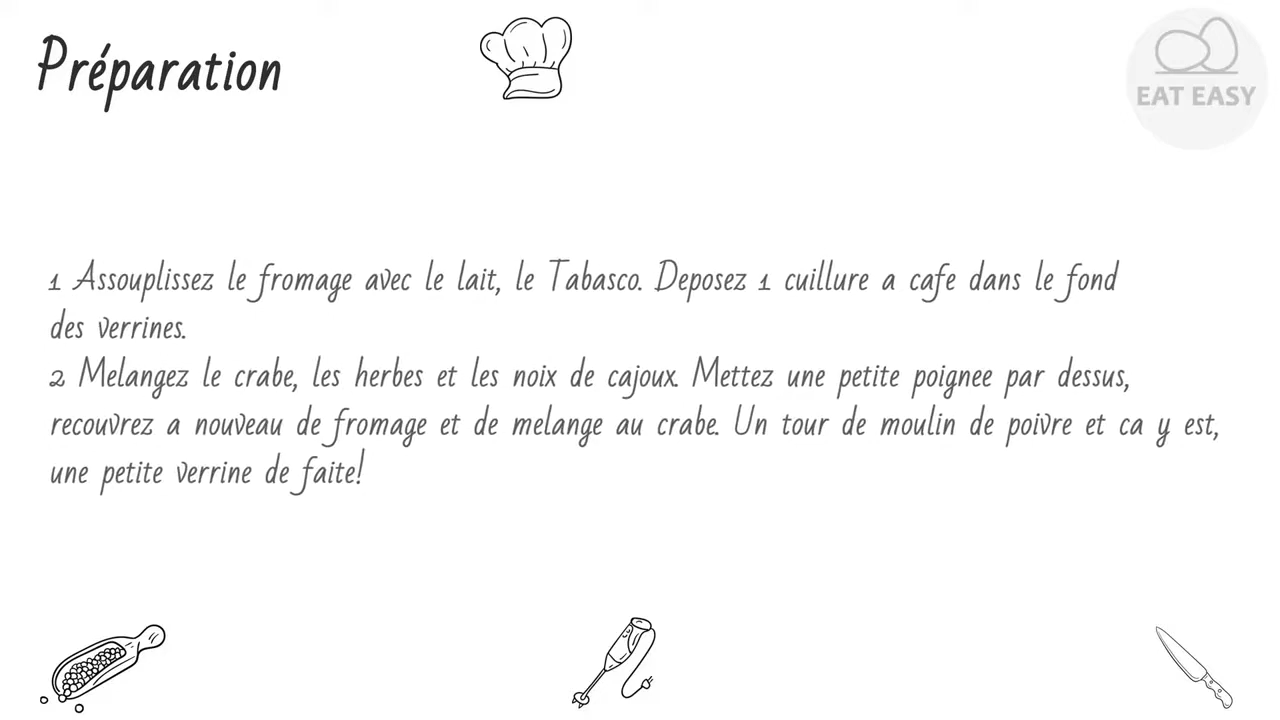 Préparation
EAT EASY
1 Assouplissez le fromage avec le lait, le Tabasco. Deposez 1 cuillure a cafe dans le fond
des verrines.
2 Melangez le crabe, les herbes et les noix de cajoux. Mettez une petite poignee par dessus,
recouvrez a nouveau de fromage et de melange au crabe. Un tour de moulin de poivre et ca y est,
une petite verrine de faite!